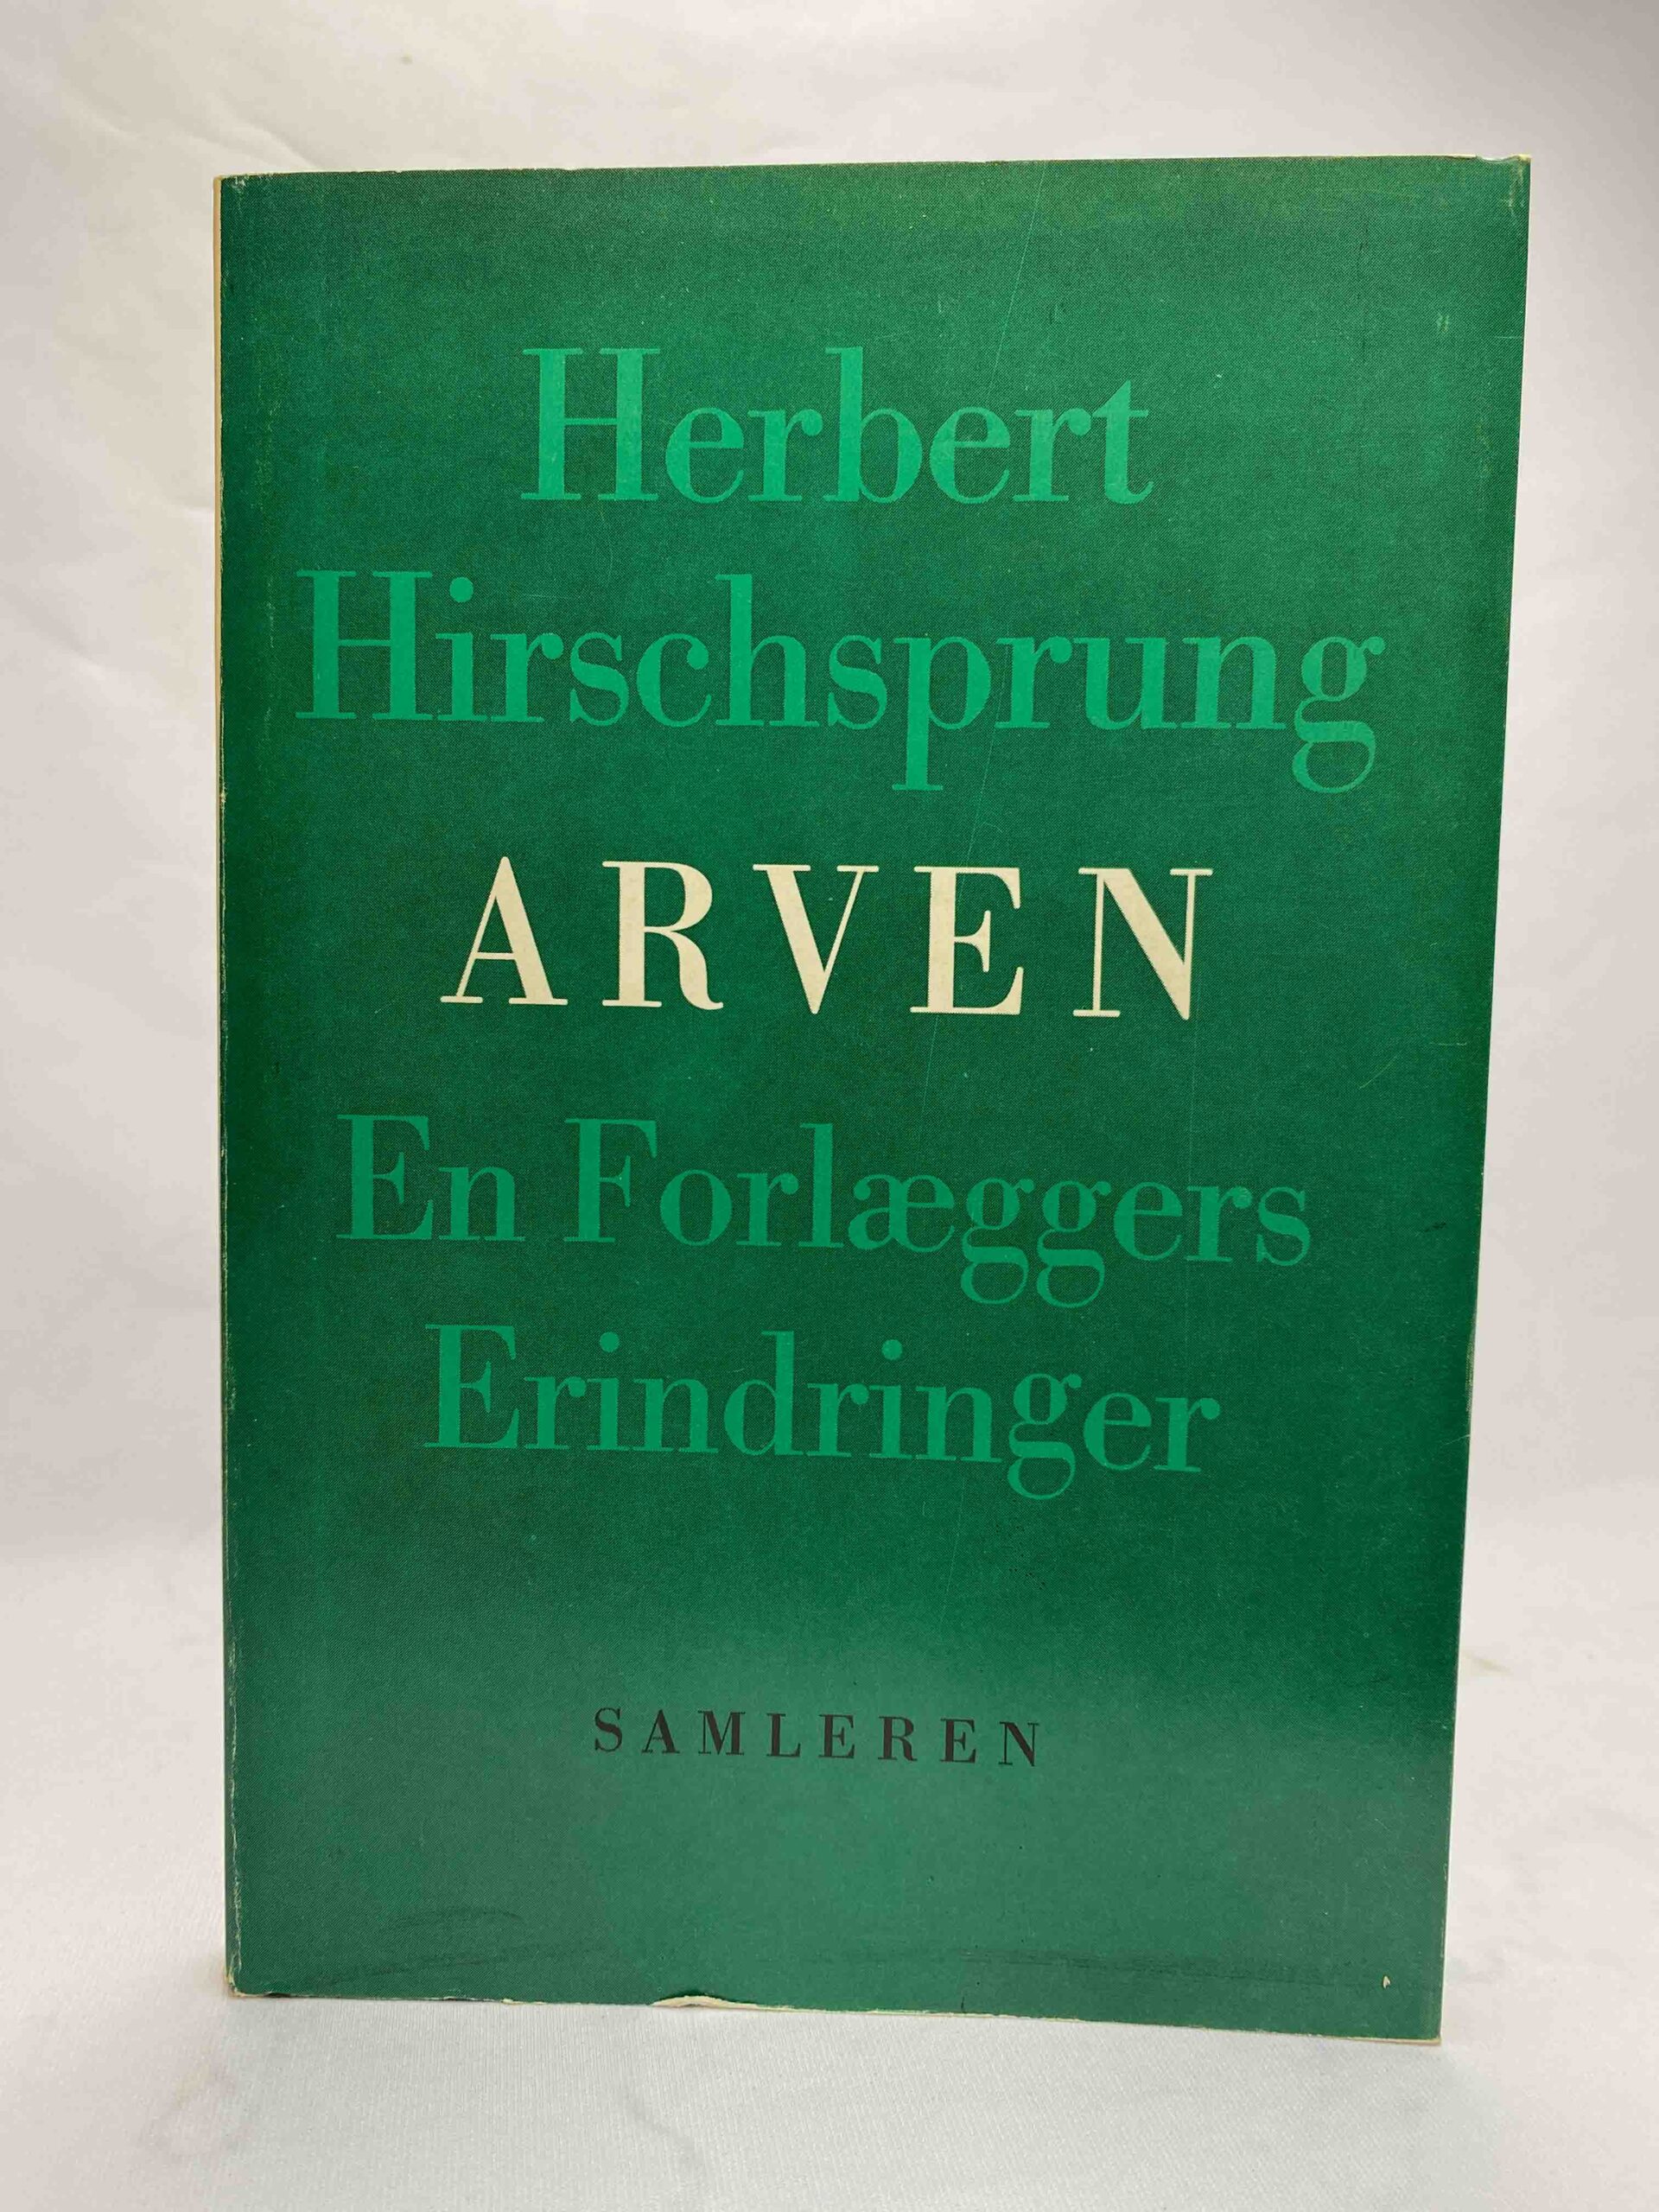 Herbert
Hirschsprung
ARVEN
En Forlæggers
Erindringer
SAMLEREN